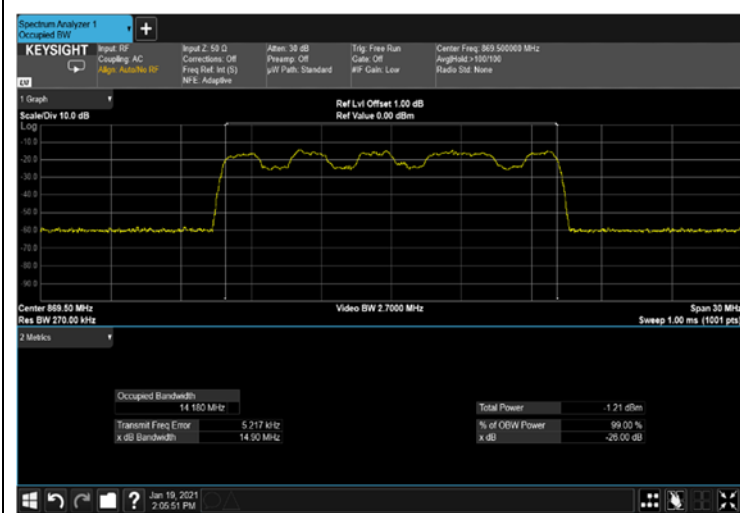 Spectrum Analyzer 1
Occupied BW
KEYSIGHT
Input: RF
Coupling: AC
Align: Auto/No RF
Input Z: 50 Ω
Corrections: Off
Freq Ref: Int (S)
NFE: Adaptive
Atten: 30 dB
Preamp: Off
µW Path: Standard
Trig: Free Run
Gate: Off
#IF Gain: Low
Center Freq: 869.500000 MHz
Avg|Hold:>100/100
Radio Std: None
1 Graph
Scale/Div 10.0 dB
Ref Lvl Offset 1.00 dB
Ref Value 0.00 dBm
Log
-10.0
-20.0
-30.0
-40.0
-50.0
-60.0
-70.0
-80.0
-90.0
Center 869.50 MHz
Res BW 270.00 kHz
Video BW 2.7000 MHz
Span 30 MHz
Sweep 1.00 ms (1001 pts)
2 Metrics
Occupied Bandwidth
14.180 MHz
Transmit Freq Error 5.217 kHz
x dB Bandwidth 14.90 MHz
Total Power -1.21 dBm
% of OBW Power 99.00 %
x dB -26.00 dB
?
Jan 19, 2021
2:05:51 PM